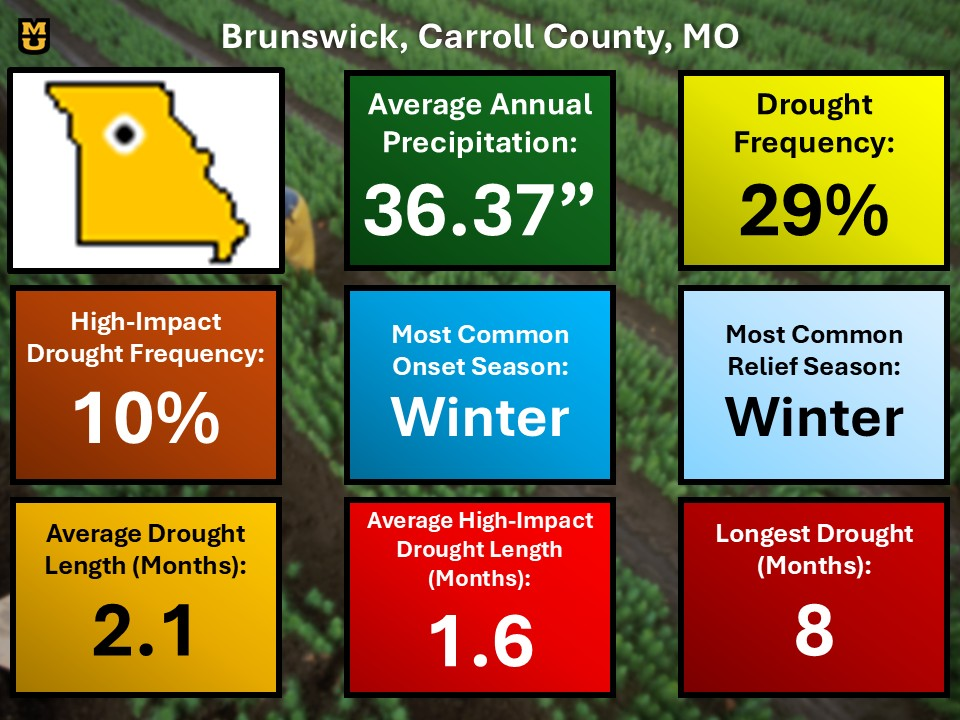 MU
Brunswick, Carroll County, MO
Average Annual
Precipitation:
36.37”
Drought
Frequency:
29%
High-Impact
Drought Frequency:
10%
Most Common
Onset Season:
Winter
Most Common
Relief Season:
Winter
Average Drought
Length (Months):
2.1
Average High-Impact
Drought Length
(Months):
1.6
Longest Drought
(Months):
8